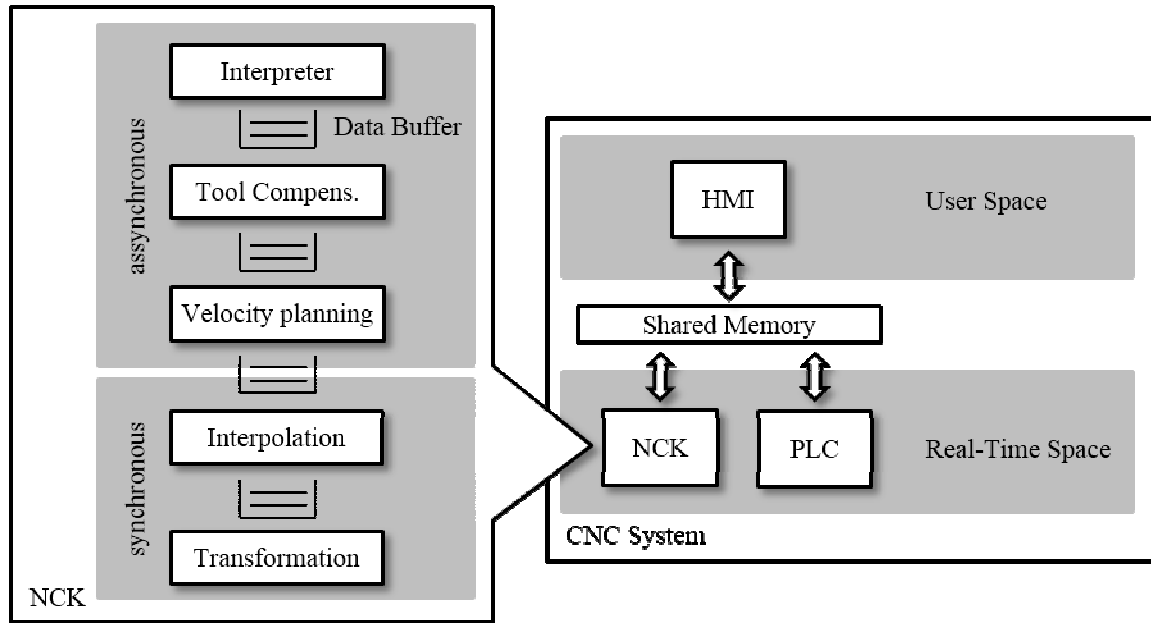 Interpreter
Data Buffer
assynchronous
Tool Compens.
Velocity planning
synchronous
Interpolation
Transformation
NCK
HMI
User Space
Shared Memory
NCK
PLC
Real-Time Space
CNC System